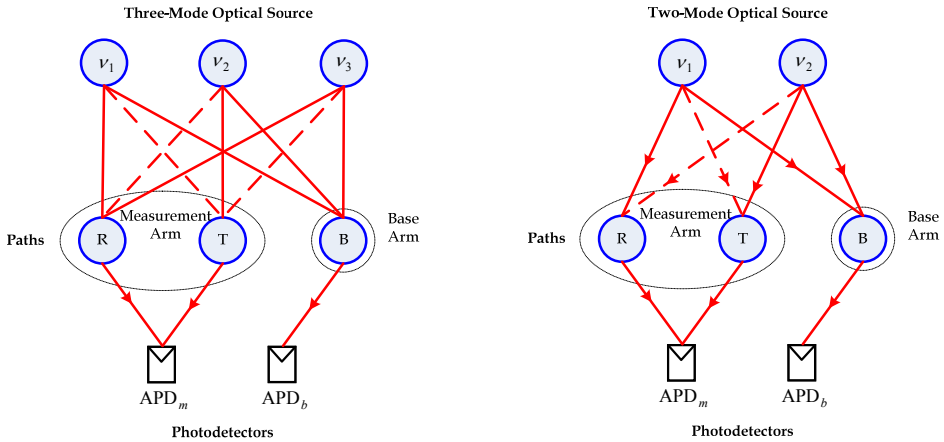 Three-Mode Optical Source
ν1 ν2 ν3
Measurement
Arm
Base
Arm
Paths
R T B
APDm APDb
Photodetectors
Two-Mode Optical Source
ν1 ν2
Measurement
Arm
Base
Arm
Paths
R T B
APDm APDb
Photodetectors